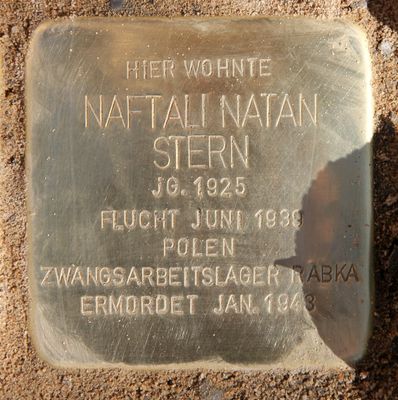 HIER WOHNTE
NAFTALI NATAN
STERN
JG. 1925
FLUCHT JUNI 1939
POLEN
ZWANGSARBEITSLAGER RABKA
ERMORDET JAN. 1943